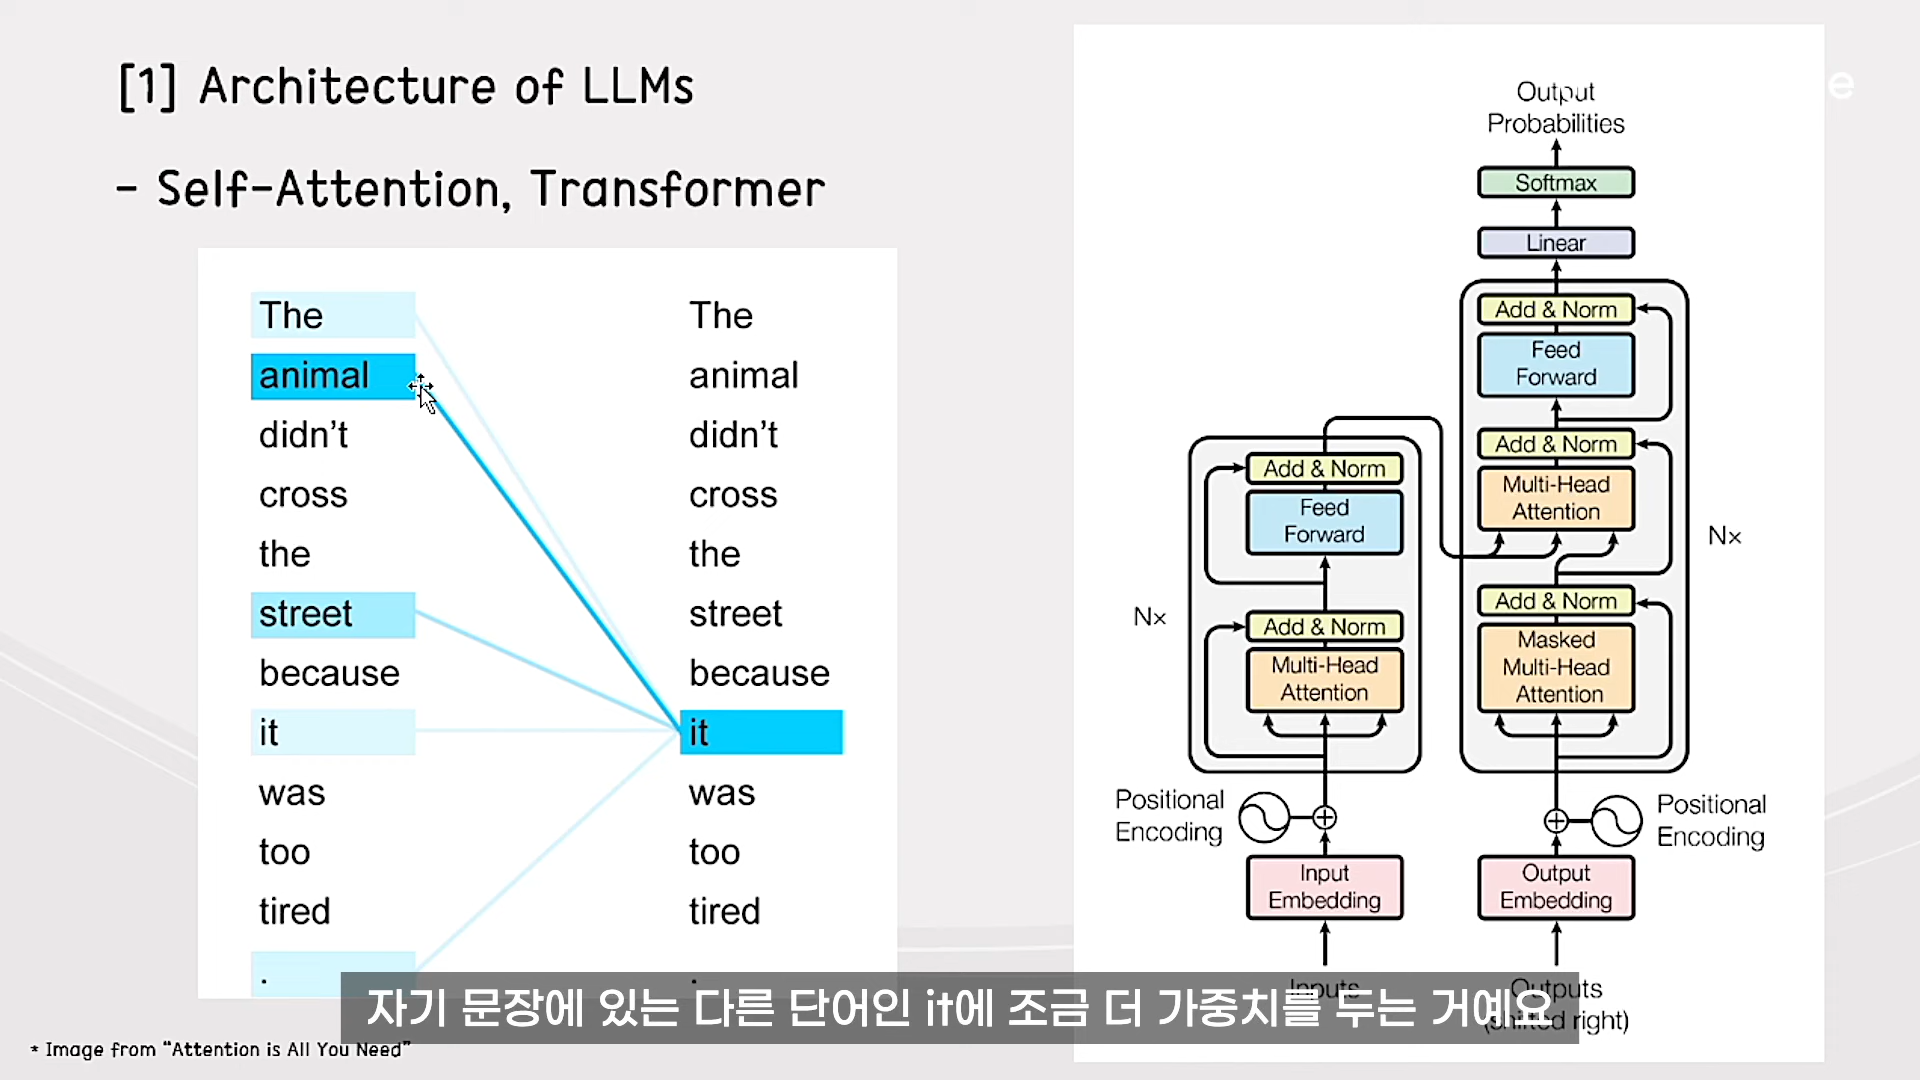 [1] Architecture of LLMs
- Self-Attention, Transformer
The
animal
didn't
cross
the
street
because
it
was
too
tired
.
The
animal
didn't
cross
the
street
because
it
was
too
tired
.
Output
Probabilities
Softmax
Linear
Add & Norm
Feed
Forward
Add & Norm
Multi-Head
Attention
Nx
Add & Norm
Masked
Multi-Head
Attention
Positional
Encoding
Output
Embedding
Outputs
(shifted right)
Add & Norm
Feed
Forward
Nx
Add & Norm
Multi-Head
Attention
Positional
Encoding
Input
Embedding
Inputs
e
자기 문장에 있는 다른 단어인 it에 조금 더 가중치를 두는 거예요
* Image from "Attention is All You Need"